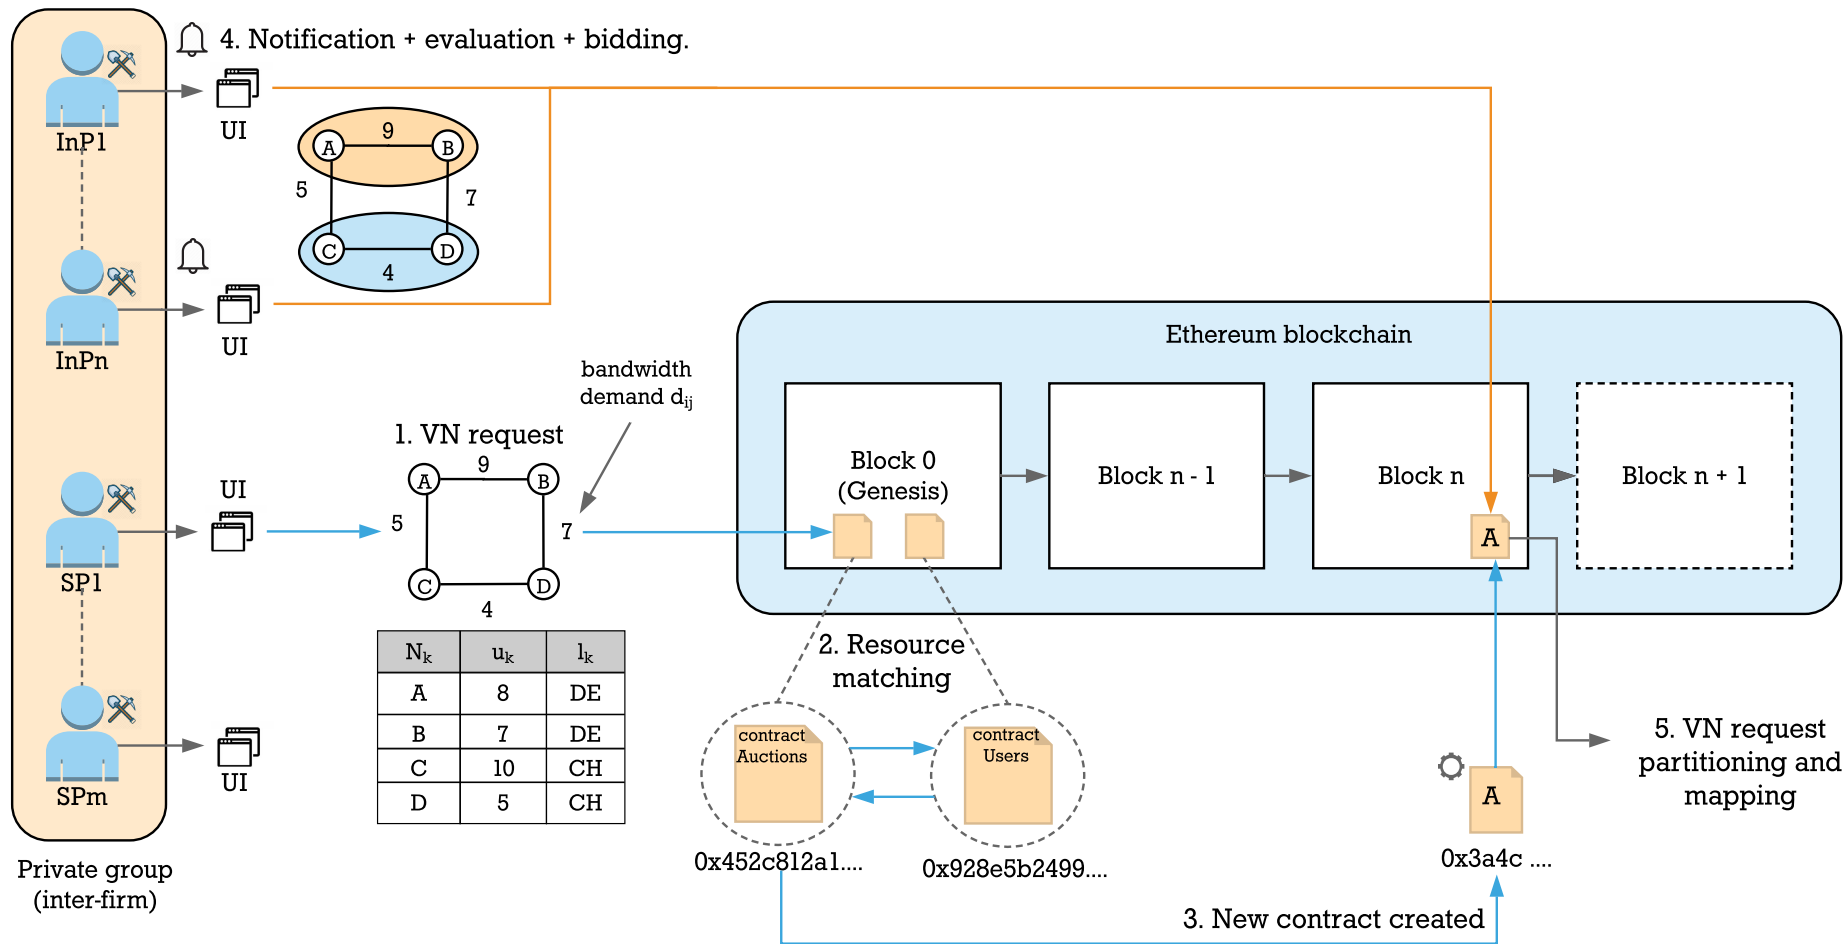 4. Notification + evaluation + bidding.
InP1
UI
A
9
B
5
7
C
4
D
InPn
UI
Ethereum blockchain
bandwidth
demand dij
1. VN request
A
9
B
5
7
C
4
D
Block 0
(Genesis)
Block n - 1
Block n
A
Block n + 1
UI
SP1
2. Resource
matching
Nk uk lk
A 8 DE
B 7 DE
C 10 CH
D 5 CH
UI
SPm
contract
Auctions
contract
Users
0x452c812a1....
0x928e5b2499....
A
0x3a4c ....
5. VN request
partitioning and
mapping
Private group
(inter-firm)
3. New contract created